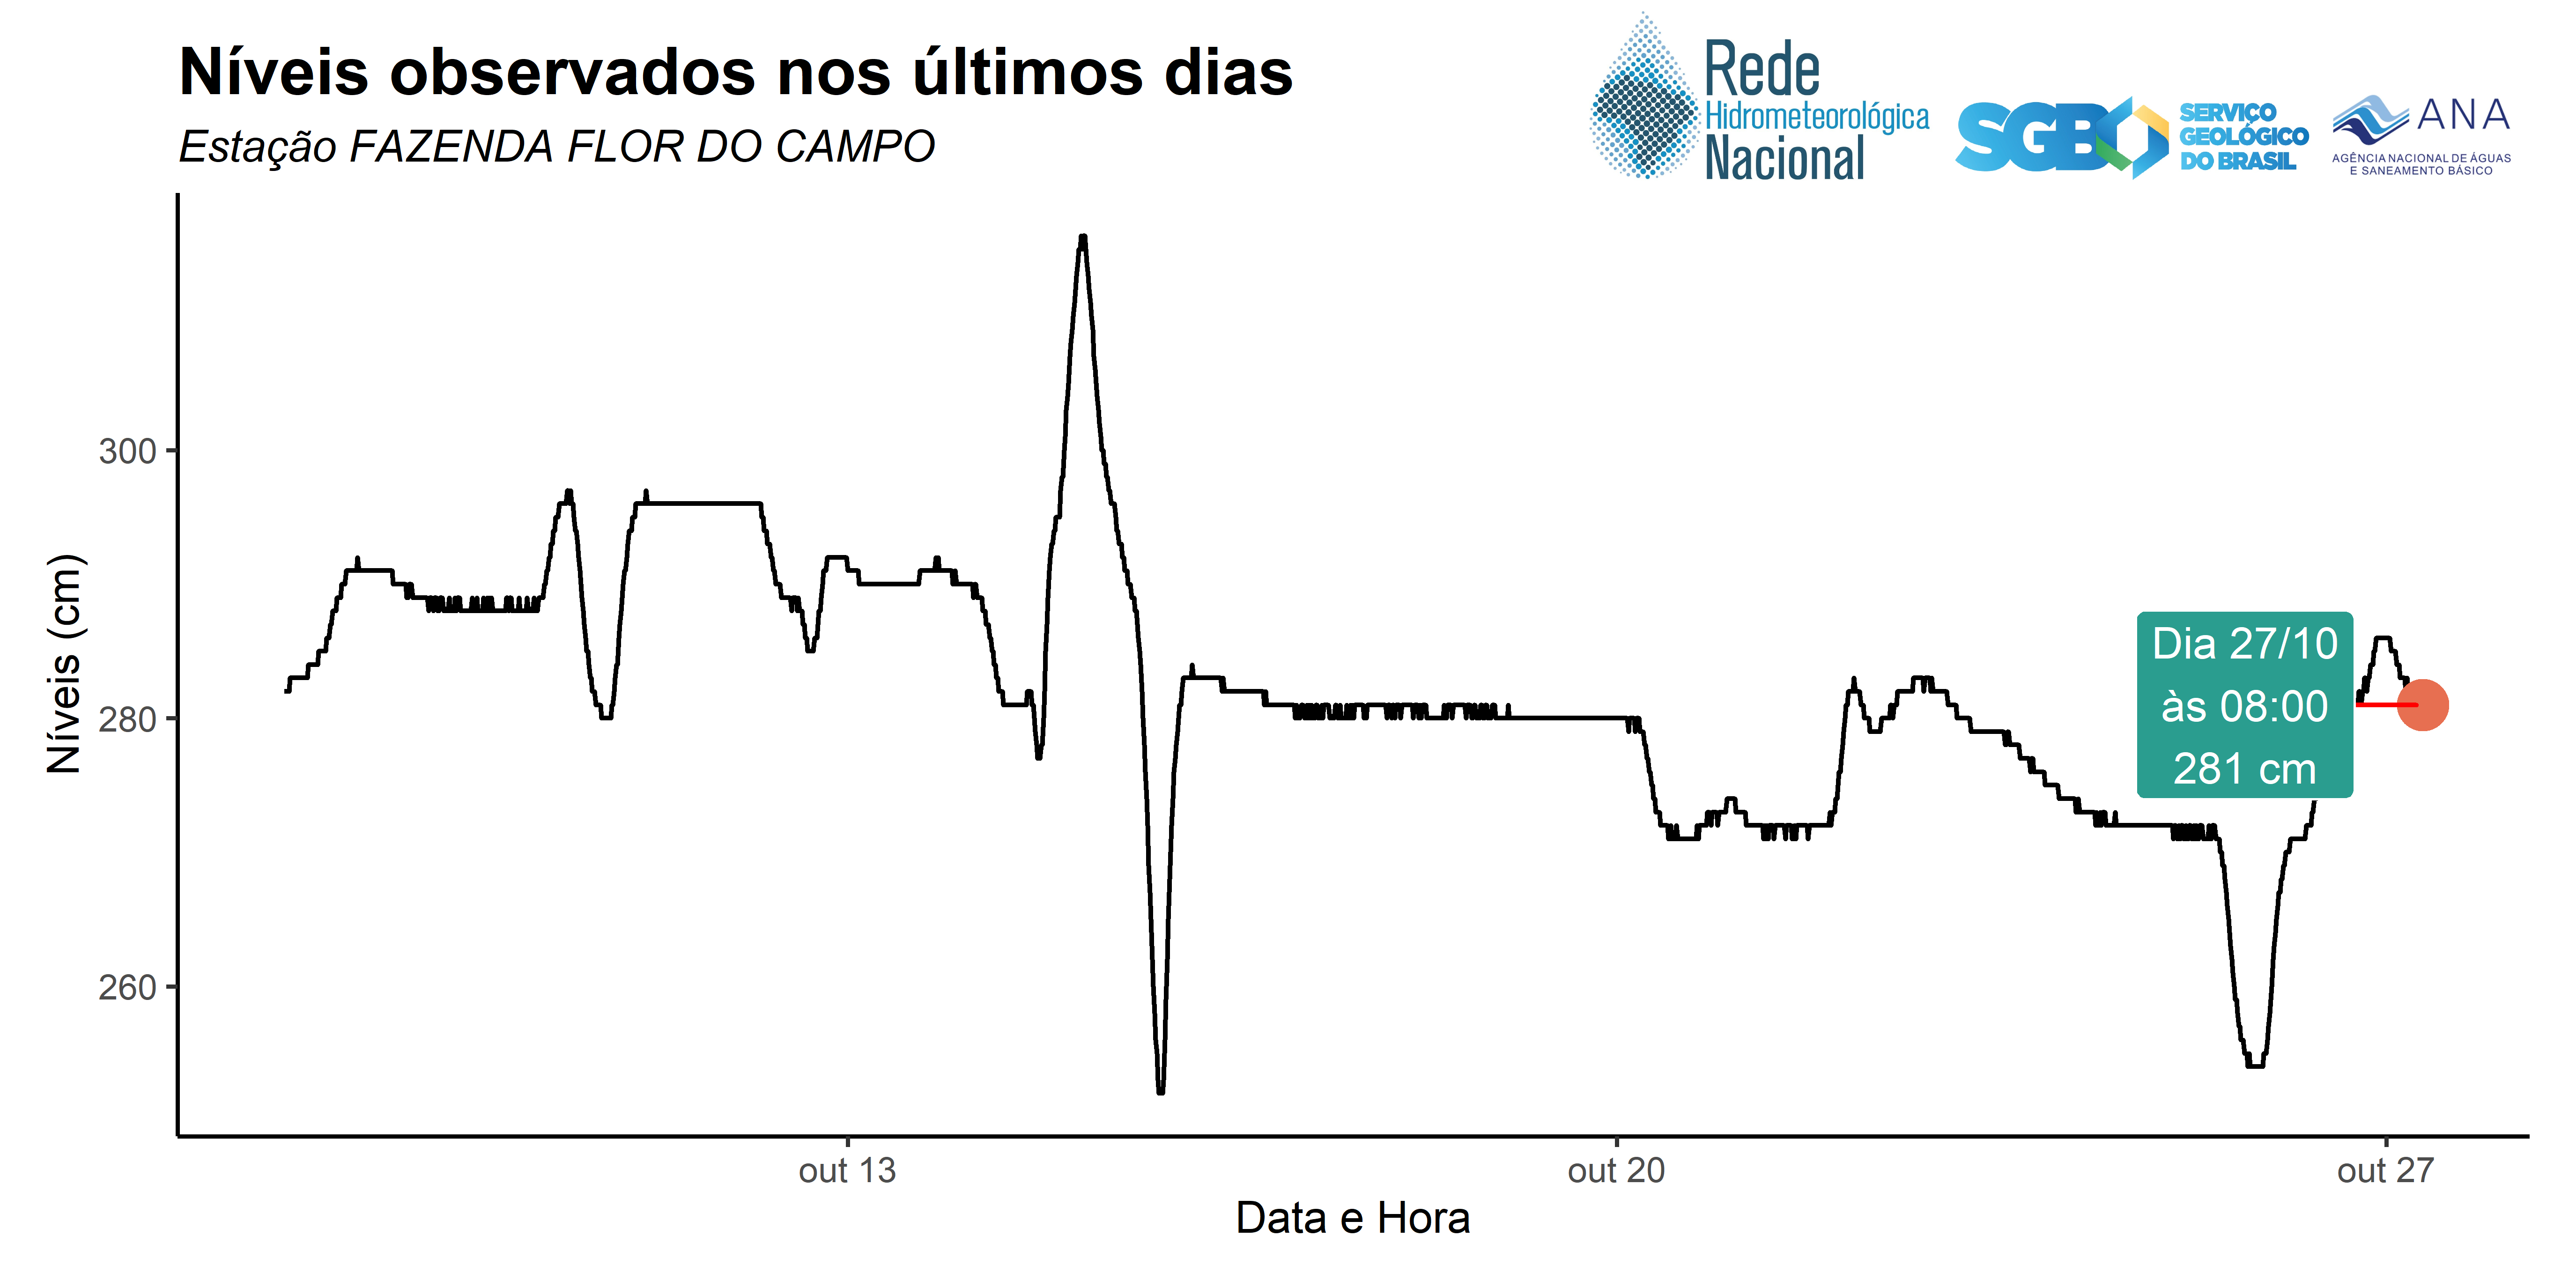 Níveis observados nos últimos dias
Estação FAZENDA FLOR DO CAMPO
Rede
Hidrometeorológica
Nacional
SGB
SERVIÇO
GEOLÓGICO
DO BRASIL
ANA
AGÊNCIA NACIONAL DE ÁGUAS
E SANEAMENTO BÁSICO
Níveis (cm)
300
280
260
Dia 27/10
às 08:00
281 cm
out 13
out 20
out 27
Data e Hora